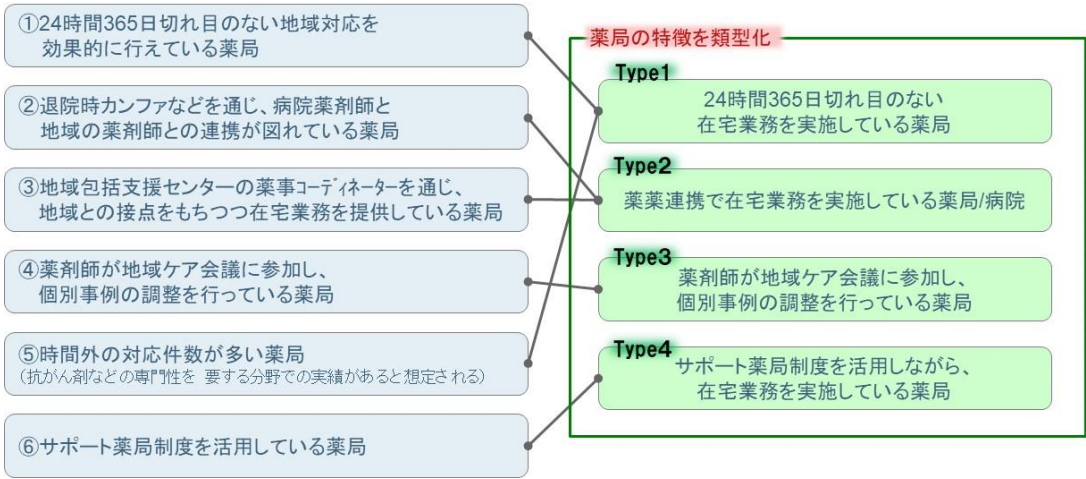 ①24時間365日切れ目のない地域対応を
効果的に行えている薬局
②退院時カンファなどを通じ、病院薬剤師と
地域の薬剤師との連携が図れている薬局
③地域包括支援センターの薬事コーディネーターを通じ、
地域との接点をもちつつ在宅業務を提供している薬局
④薬剤師が地域ケア会議に参加し、
個別事例の調整を行っている薬局
⑤時間外の対応件数が多い薬局
(抗がん剤などの専門性を 要する分野での実績があると想定される)
⑥サポート薬局制度を活用している薬局
薬局の特徴を類型化
Type1
24時間365日切れ目のない
在宅業務を実施している薬局
Type2
薬薬連携で在宅業務を実施している薬局/病院
Type3
薬剤師が地域ケア会議に参加し、
個別事例の調整を行っている薬局
Type4
サポート薬局制度を活用しながら、
在宅業務を実施している薬局